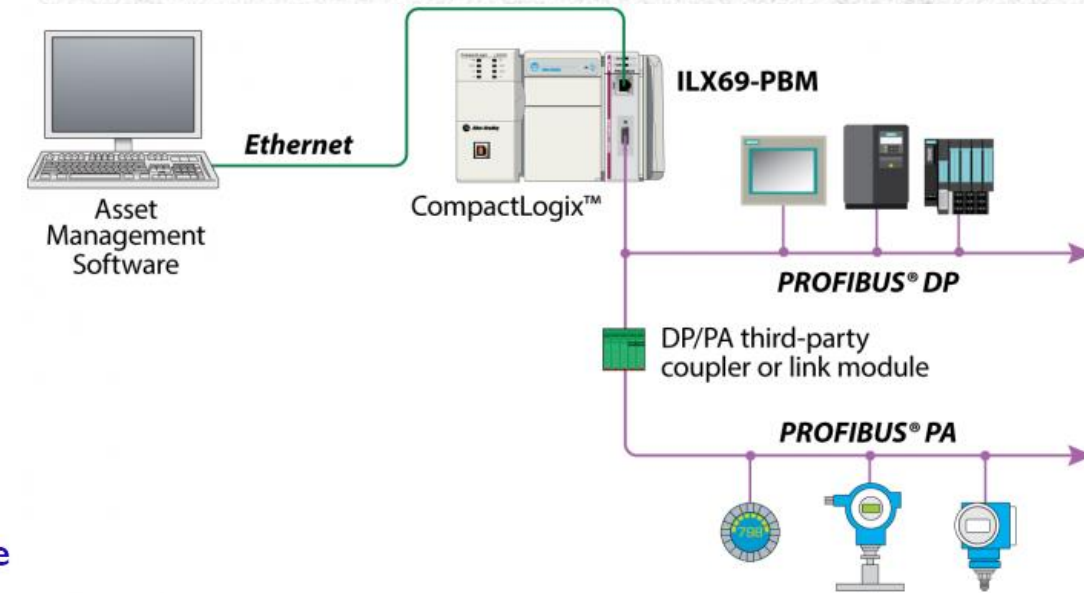 ILX69-PBM
Ethernet
CompactLogix™
Asset
Management
Software
PROFIBUS® DP
DP/PA third-party
coupler or link module
PROFIBUS® PA
798
e